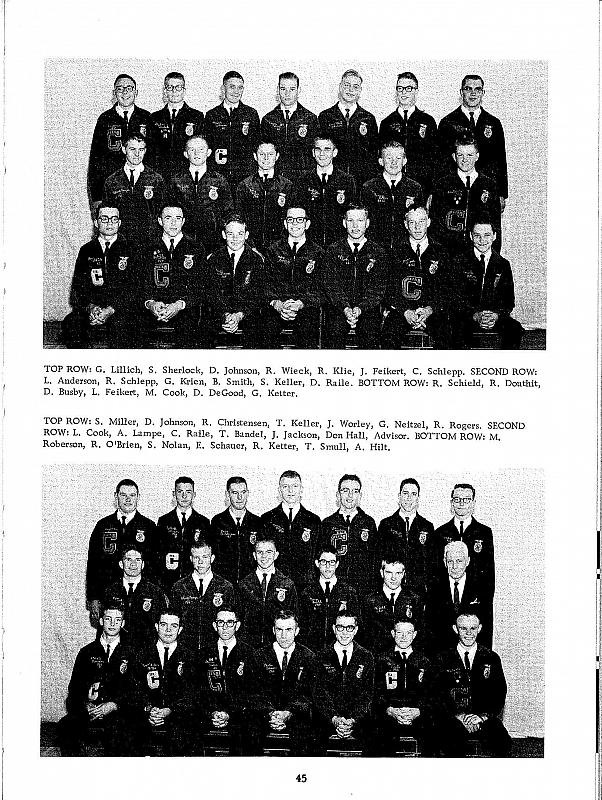 TOP ROW: G. Lillich, S. Sherlock, D. Johnson, R. Wieck, R. Klie, J. Feikert, C. Schlepp. SECOND ROW:
L. Anderson, R. Schlepp, G. Krien, B. Smith, S. Keller, D. Raile. BOTTOM ROW: R. Schield, R. Douthit,
D. Busby, L. Feikert, M. Cook, D. DeGood, G. Ketter.
TOP ROW: S. Miller, D. Johnson, R. Christensen, T. Keller, J. Worley, G. Neitzel, R. Rogers. SECOND
ROW: L. Cook, A. Lampe, C. Raile, T. Bandel, J. Jackson, Don Hall, Advisor. BOTTOM ROW: M.
Roberson, R. O'Brien, S. Nolan, E. Schauer, R. Ketter, T. Smull, A. Hilt.
45